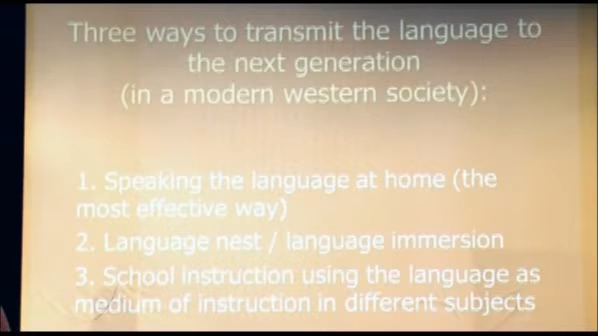 Three ways to transmit the language to
the next generation
(in a modern western society):
1. Speaking the language at home (the
most effective way)
2. Language nest / language immersion
3. School instruction using the language as
medium of instruction in different subjects